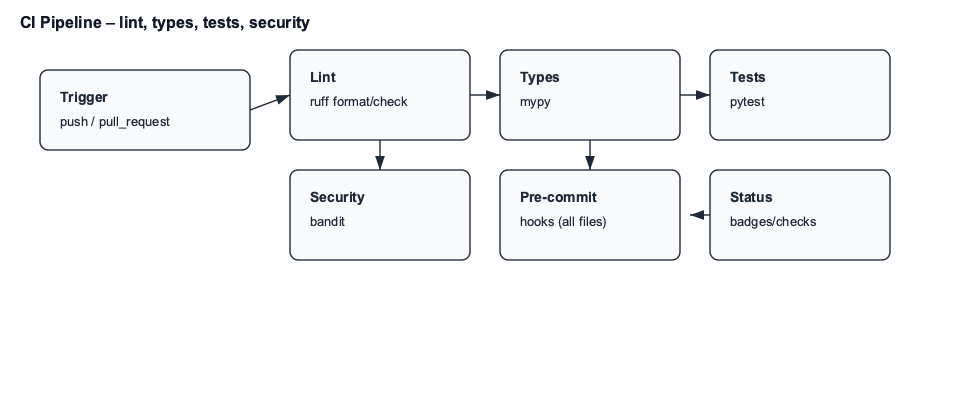 CI Pipeline – lint, types, tests, security
Trigger
push / pull_request
Lint
ruff format/check
Types
mypy
Tests
pytest
Security
bandit
Pre-commit
hooks (all files)
Status
badges/checks